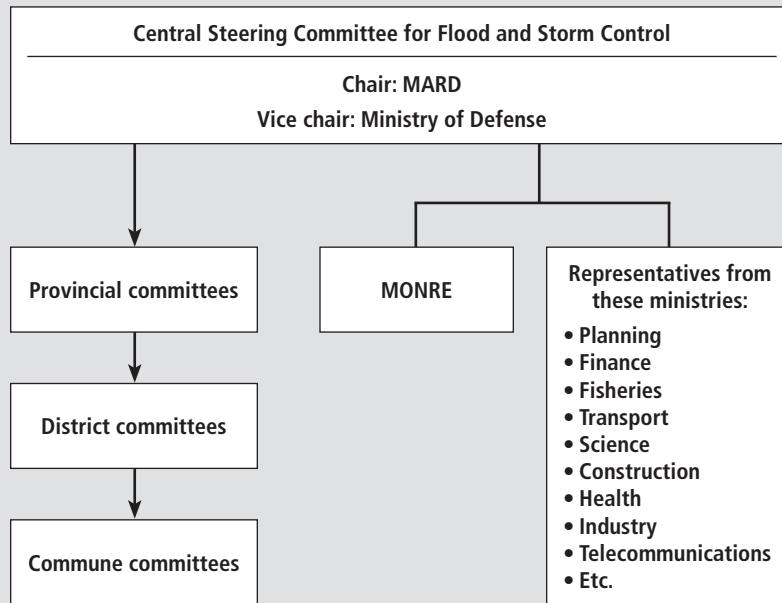 Central Steering Committee for Flood and Storm Control
Chair: MARD
Vice chair: Ministry of Defense
Provincial committees
District committees
Commune committees
MONRE
Representatives from
these ministries:
• Planning
• Finance
• Fisheries
• Transport
• Science
• Construction
• Health
• Industry
• Telecommunications
• Etc.